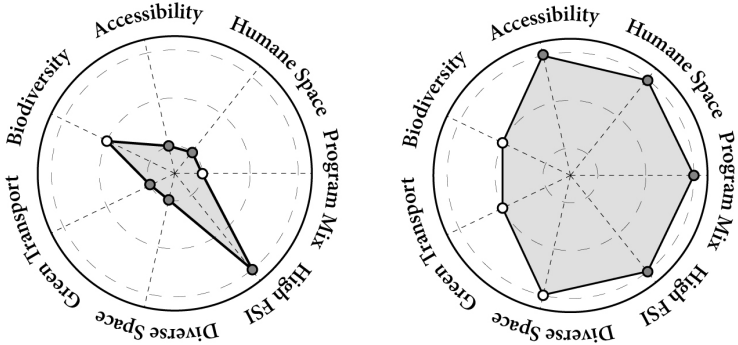 Accessibility
Humane Space
Program Mix
High FSI
Diverse Space
Green Transport
Biodiversity
Accessibility
Humane Space
Program Mix
High FSI
Diverse Space
Green Transport
Biodiversity